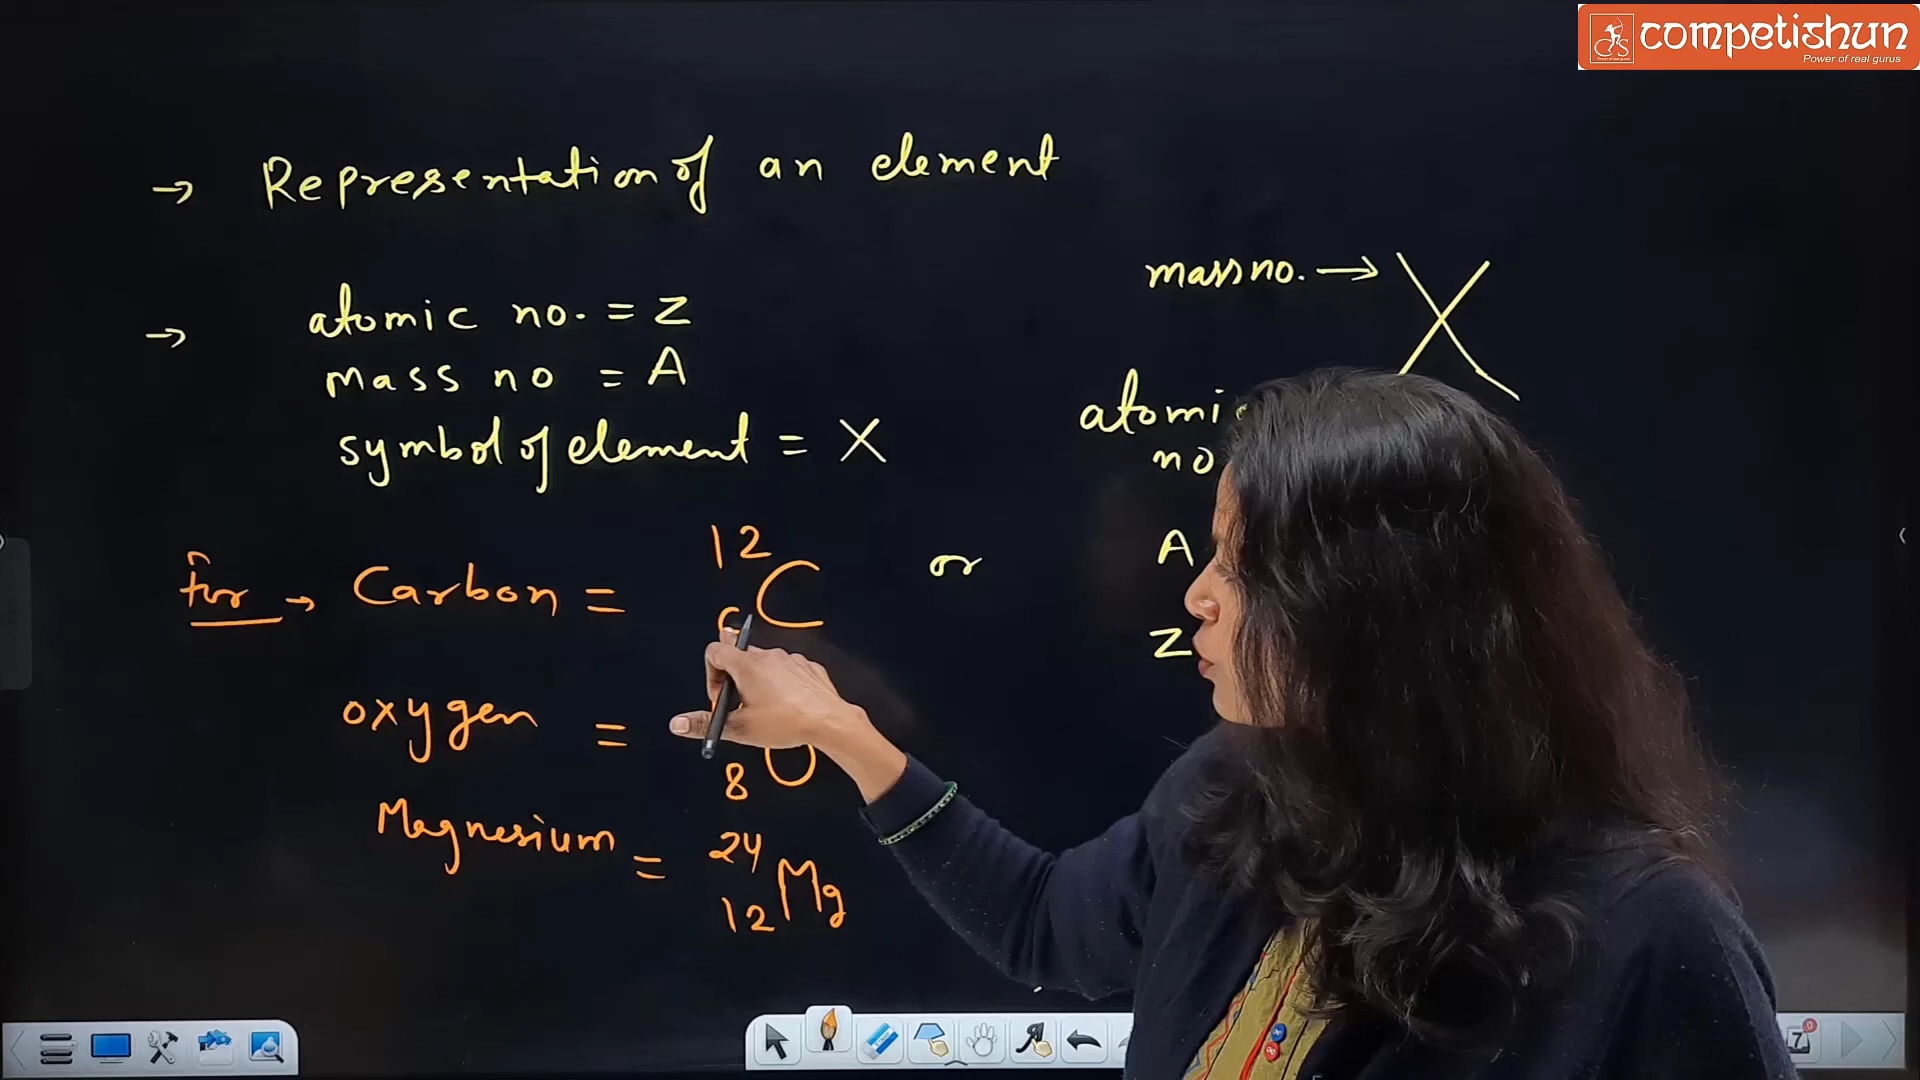 competishun
Power of real gurus
→ Representation of an element
→ atomic no. = Z
mass no = A
symbol of element = X
mass no. → X
atomic
no
For → Carbon = 12 C or
A
Z
oxygen = 8 O
Magnesium = 24 12 Mg